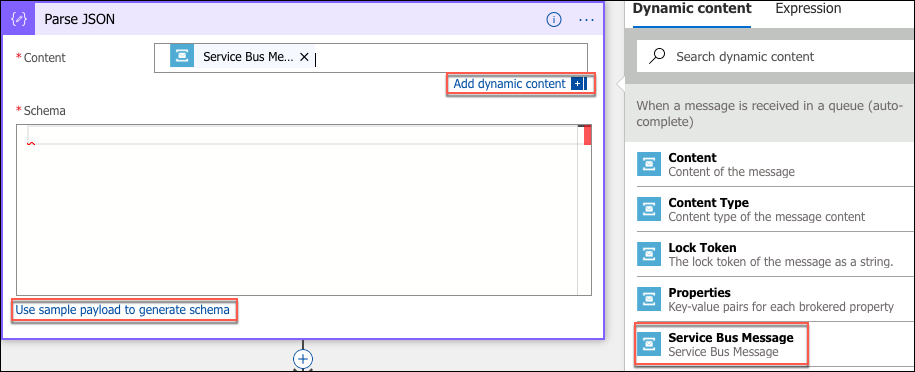 Parse JSON
* Content
Service Bus Me... ×
Add dynamic content
* Schema
Use sample payload to generate schema
Dynamic content
Expression
Search dynamic content
When a message is received in a queue (auto-
complete)
Content
Content of the message
Content Type
Content type of the message content
Lock Token
The lock token of the message as a string.
Properties
Key-value pairs for each brokered property
Service Bus Message
Service Bus Message